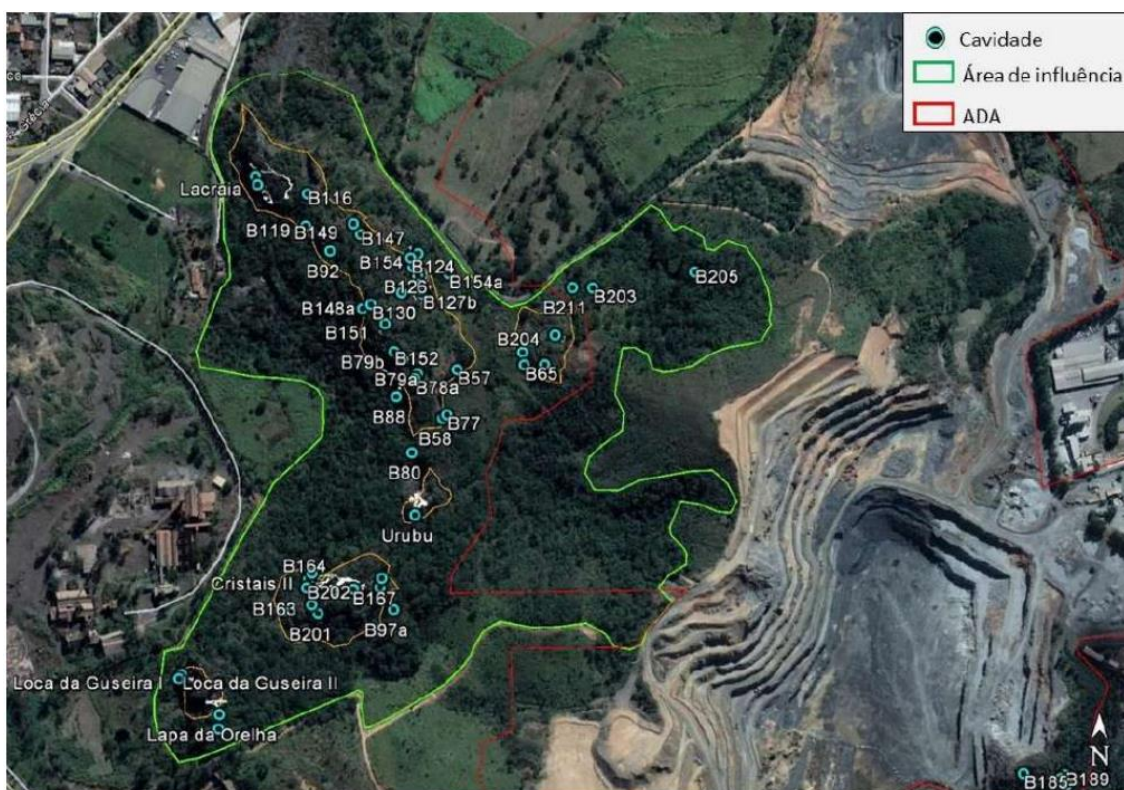 Cavidade
Área de influência
ADA
Grécia
Lacraia
B116
B119
B149
B147
B92
B154
B124
B154a
B126
B127b
B148a
B130
B151
B152
B79b
B79a
B78a
B57
B88
B77
B58
B80
Urubu
B205
B211
B203
B204
B65
B164
Cristais II
B202
B167
B163
B97a
B201
Loca da Guseira I
Loca da Guseira II
Lapa da Orelha
N
B185
B189